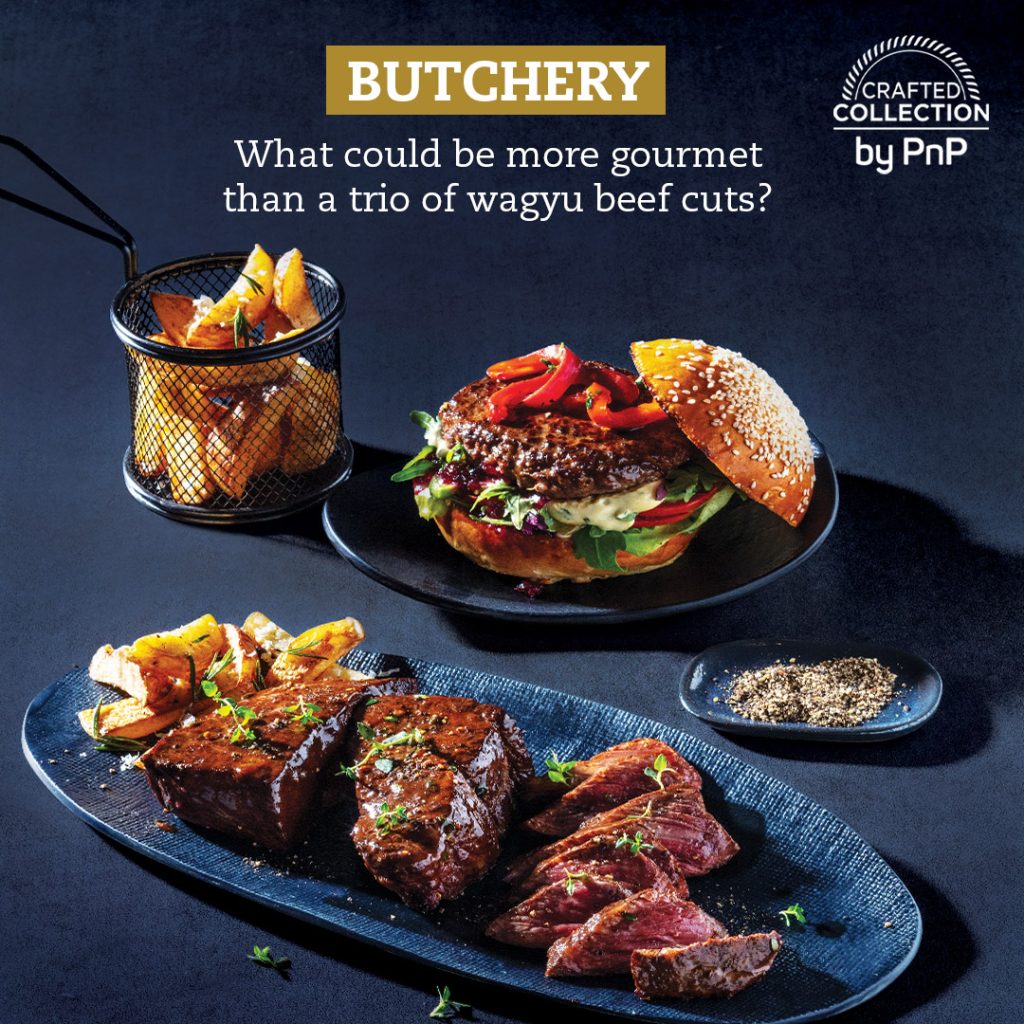 BUTCHERY
What could be more gourmet
than a trio of wagyu beef cuts?
CRAFTED
COLLECTION
by PnP